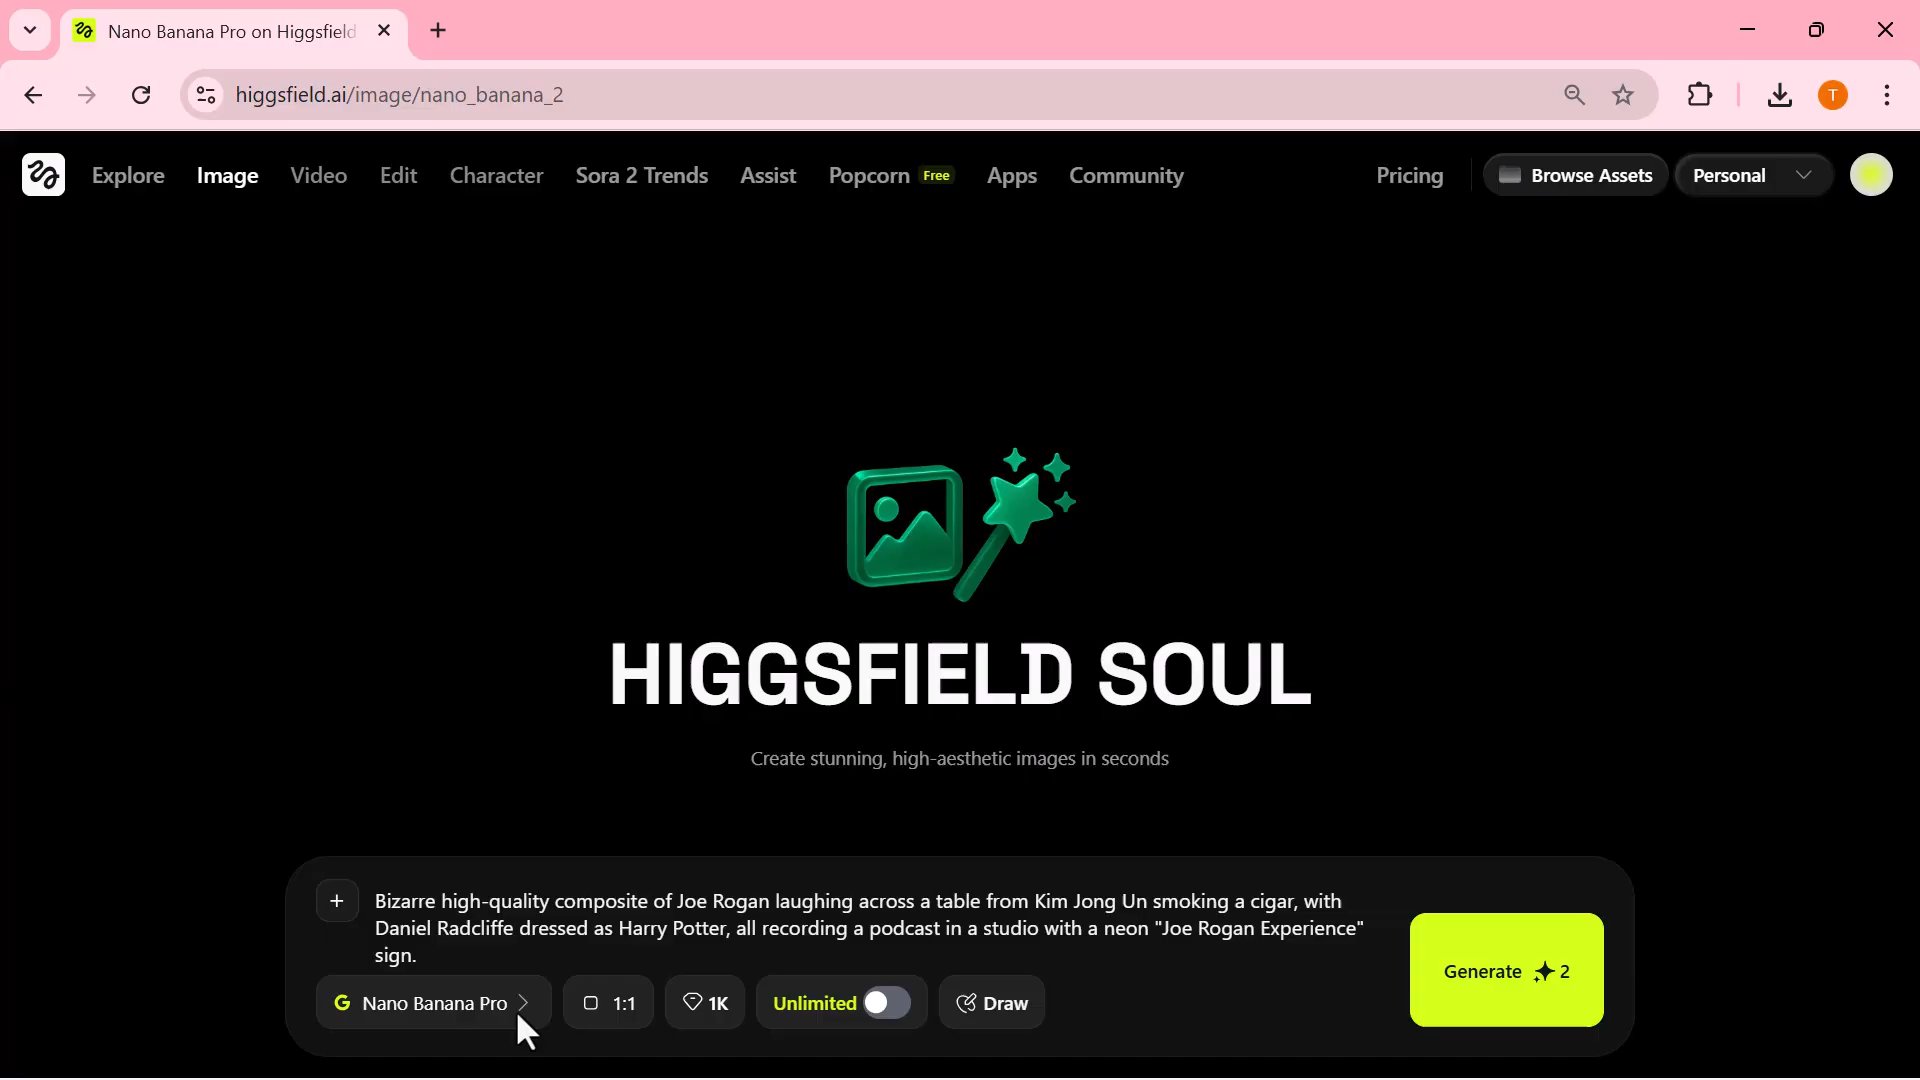 Nano Banana Pro on Higgsfield
higgsfield.ai/image/nano_banana_2
T
Explore Image Video Edit Character Sora 2 Trends Assist Popcorn Free Apps Community Pricing Browse Assets Personal
HIGGSFIELD SOUL
Create stunning, high-aesthetic images in seconds
Bizarre high-quality composite of Joe Rogan laughing across a table from Kim Jong Un smoking a cigar, with
Daniel Radcliffe dressed as Harry Potter, all recording a podcast in a studio with a neon "Joe Rogan Experience"
sign.
Generate 2
G Nano Banana Pro 1:1 1K Unlimited Draw